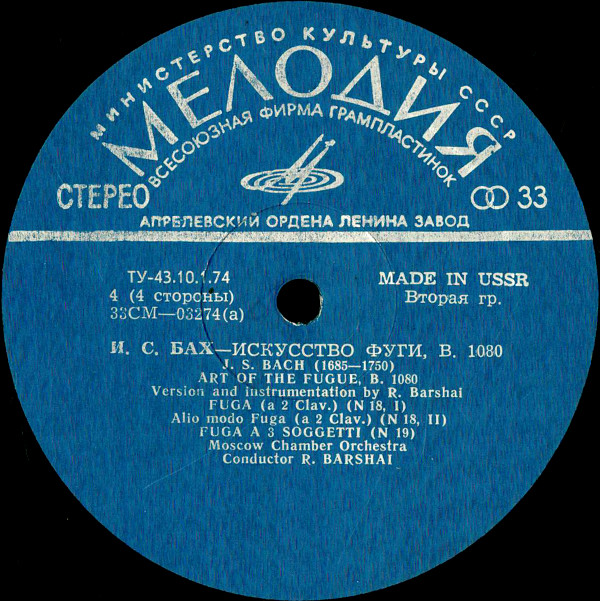 МИНИСТЕРСТВО КУЛЬТУРЫ СССР
МЕЛОДИЯ
ВСЕСОЮЗНАЯ ФИРМА ГРАМПЛАСТИНОК
СТЕРЕО
33
АПРЕЛЕВСКИЙ ОРДЕНА ЛЕНИНА ЗАВОД
ТУ-43.10.1.74
MADE IN USSR
4 (4 стороны)
Вторая гр.
33СМ—03274(а)
И. С. БАХ—ИСКУССТВО ФУГИ, В. 1080
J. S. BACH (1685—1750)
ART OF THE FUGUE, B. 1080
Version and instrumentation by R. Barshai
FUGA (a 2 Clav.) (N 18, I)
Alio modo Fuga (a 2 Clav.) (N 18, II)
FUGA A 3 SOGGETTI (N 19)
Moscow Chamber Orchestra
Conductor R. BARSHAI